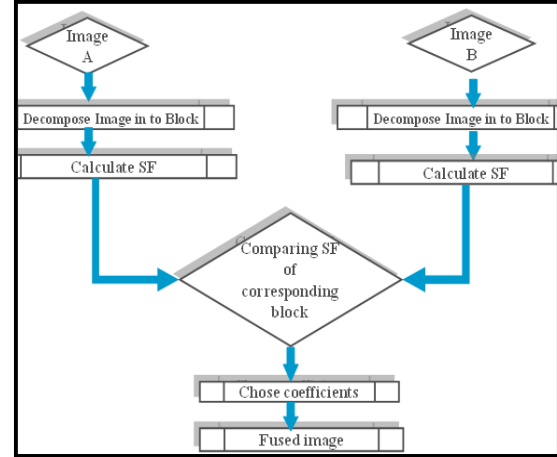 Image
A
Decompose Image in to Block
Calculate SF
Image
B
Decompose Image in to Block
Calculate SF
Comparing SF
of
corresponding
block
Chose coefficients
Fused image